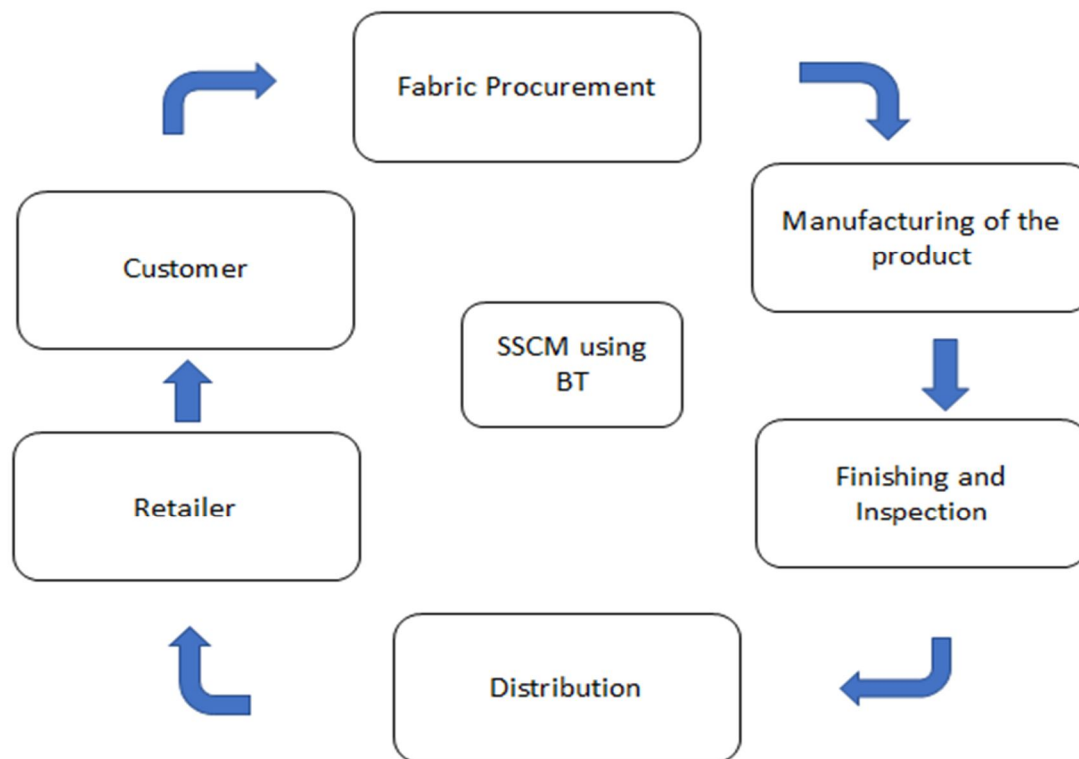 Fabric Procurement
Manufacturing of the
product
Finishing and
Inspection
Distribution
Retailer
Customer
SSCM using
BT